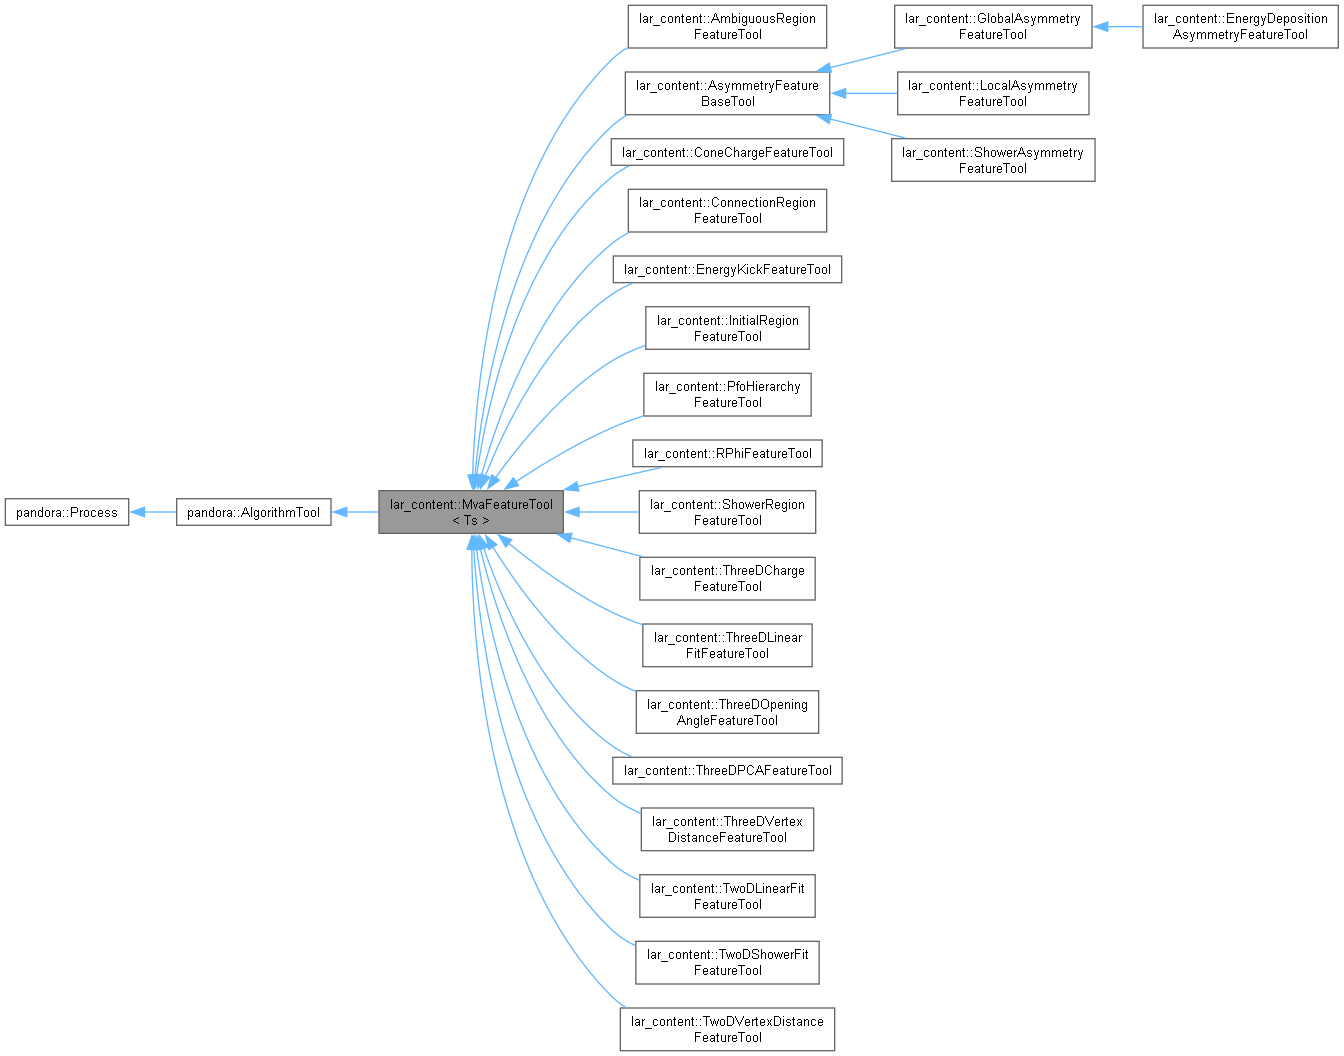 lar_content::AmbiguousRegion
FeatureTool
lar_content::GlobalAsymmetry
FeatureTool
lar_content::EnergyDeposition
AsymmetryFeatureTool
lar_content::AsymmetryFeature
BaseTool
lar_content::LocalAsymmetry
FeatureTool
lar_content::ConeChargeFeatureTool
lar_content::ShowerAsymmetry
FeatureTool
lar_content::ConnectionRegion
FeatureTool
lar_content::EnergyKickFeatureTool
lar_content::InitialRegion
FeatureTool
lar_content::PfoHierarchy
FeatureTool
lar_content::RPhiFeatureTool
pandora::Process
pandora::AlgorithmTool
lar_content::MvaFeatureTool
< Ts >
lar_content::ShowerRegion
FeatureTool
lar_content::ThreeDCharge
FeatureTool
lar_content::ThreeDLinear
FitFeatureTool
lar_content::ThreeDOpening
AngleFeatureTool
lar_content::ThreeDPCAFeatureTool
lar_content::ThreeDVertex
DistanceFeatureTool
lar_content::TwoDLinearFit
FeatureTool
lar_content::TwoDShowerFit
FeatureTool
lar_content::TwoDVertexDistance
FeatureTool